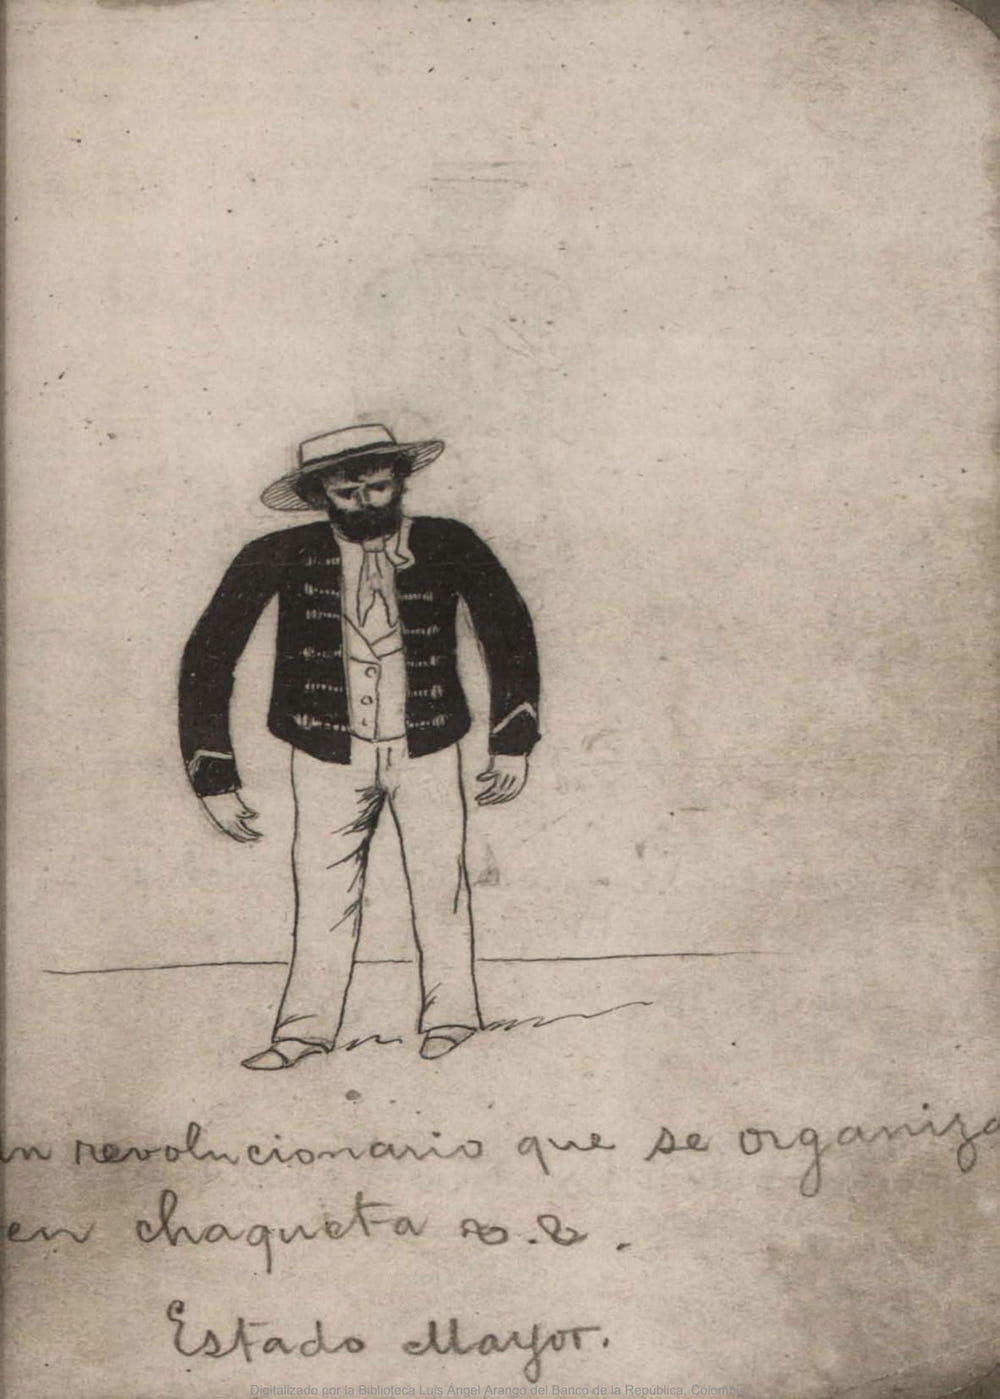 un revolucionario que se organiza
en chaqueta &.&.
Estado Mayor.
Digitalizado por la Biblioteca Luis Ángel Arango del Banco de la República, Colombia